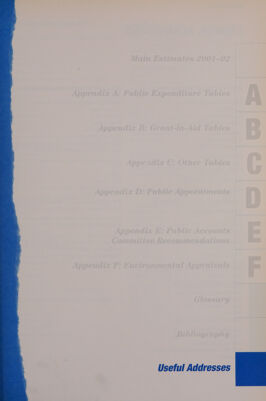 Main Estimates 2001–02
Appendix A: Public Expenditure Tables
A
Appendix B: Grant-in-Aid Tables
B
Appendix C: Other Tables
C
Appendix D: Public Appointments
D
Appendix E: Public Accounts
Committee Recommendations
E
Appendix F: Environmental Appraisals
F
Glossary
Bibliography
Useful Addresses